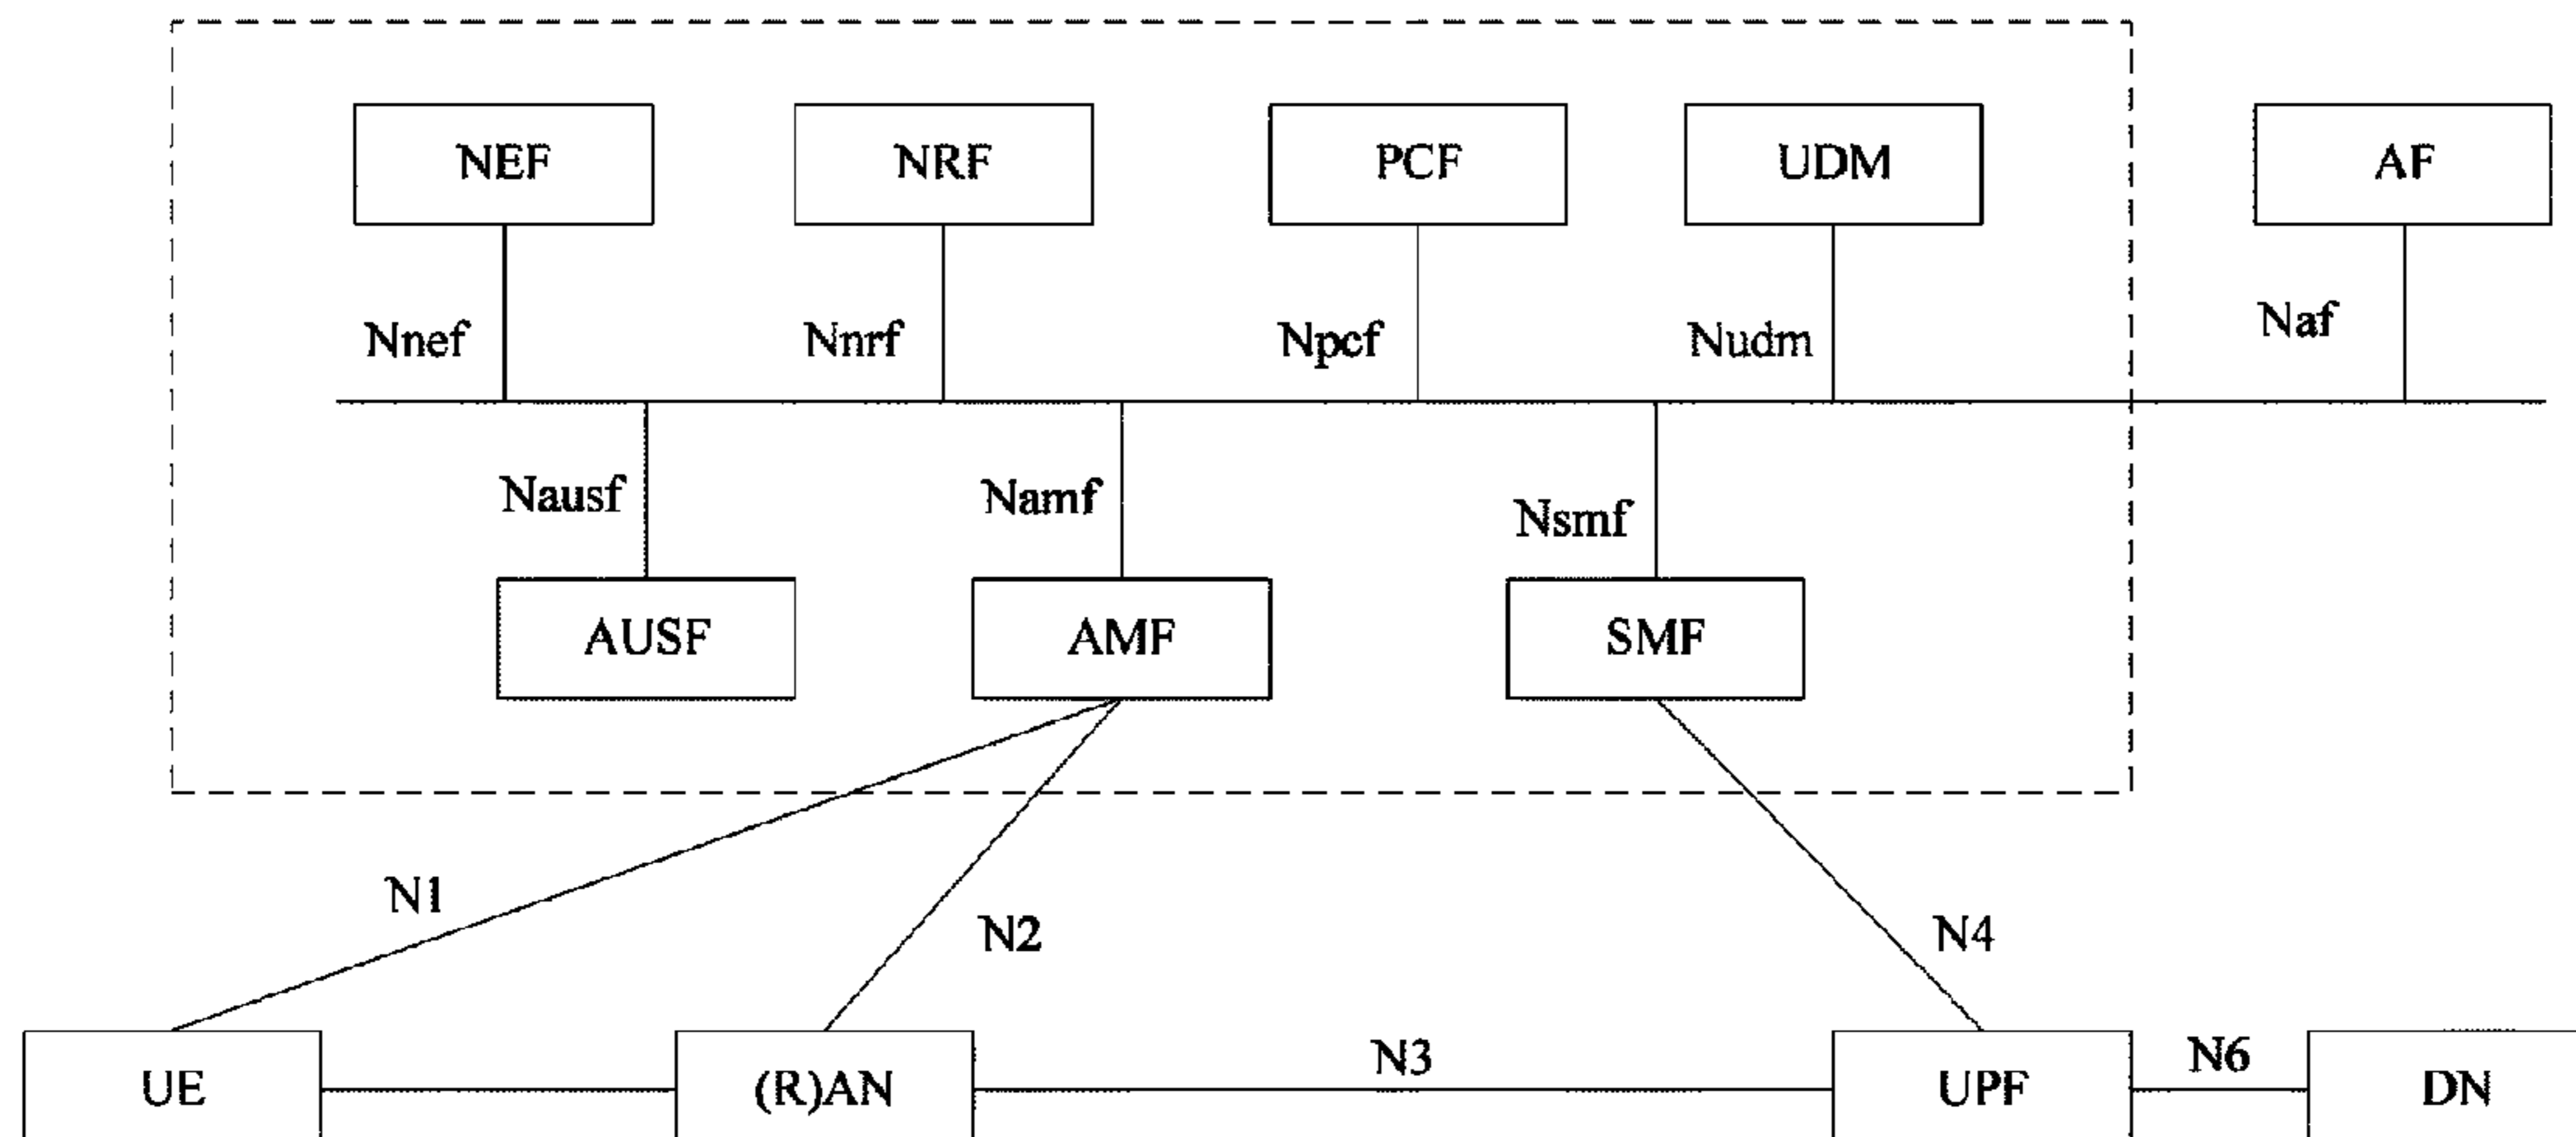 NEF NRF PCF UDM AF
Nnef Nnrf Npcf Nudm Naf
Nausf Namf Nsmf
AUSF AMF SMF
N1 N2 N4
UE (R)AN N3 UPF N6 DN